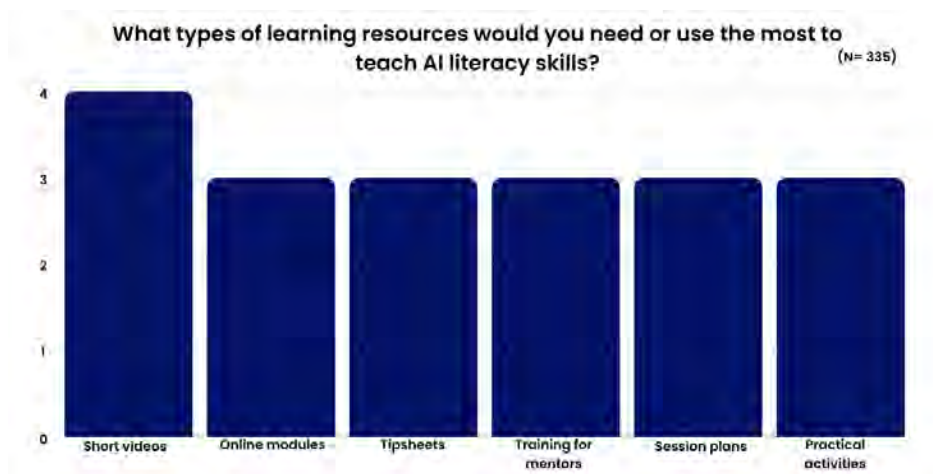 What types of learning resources would you need or use the most to
teach AI literacy skills?
(N= 335)
4
3
2
1
0
Short videos
Online modules
Tipsheets
Training for
mentors
Session plans
Practical
activities